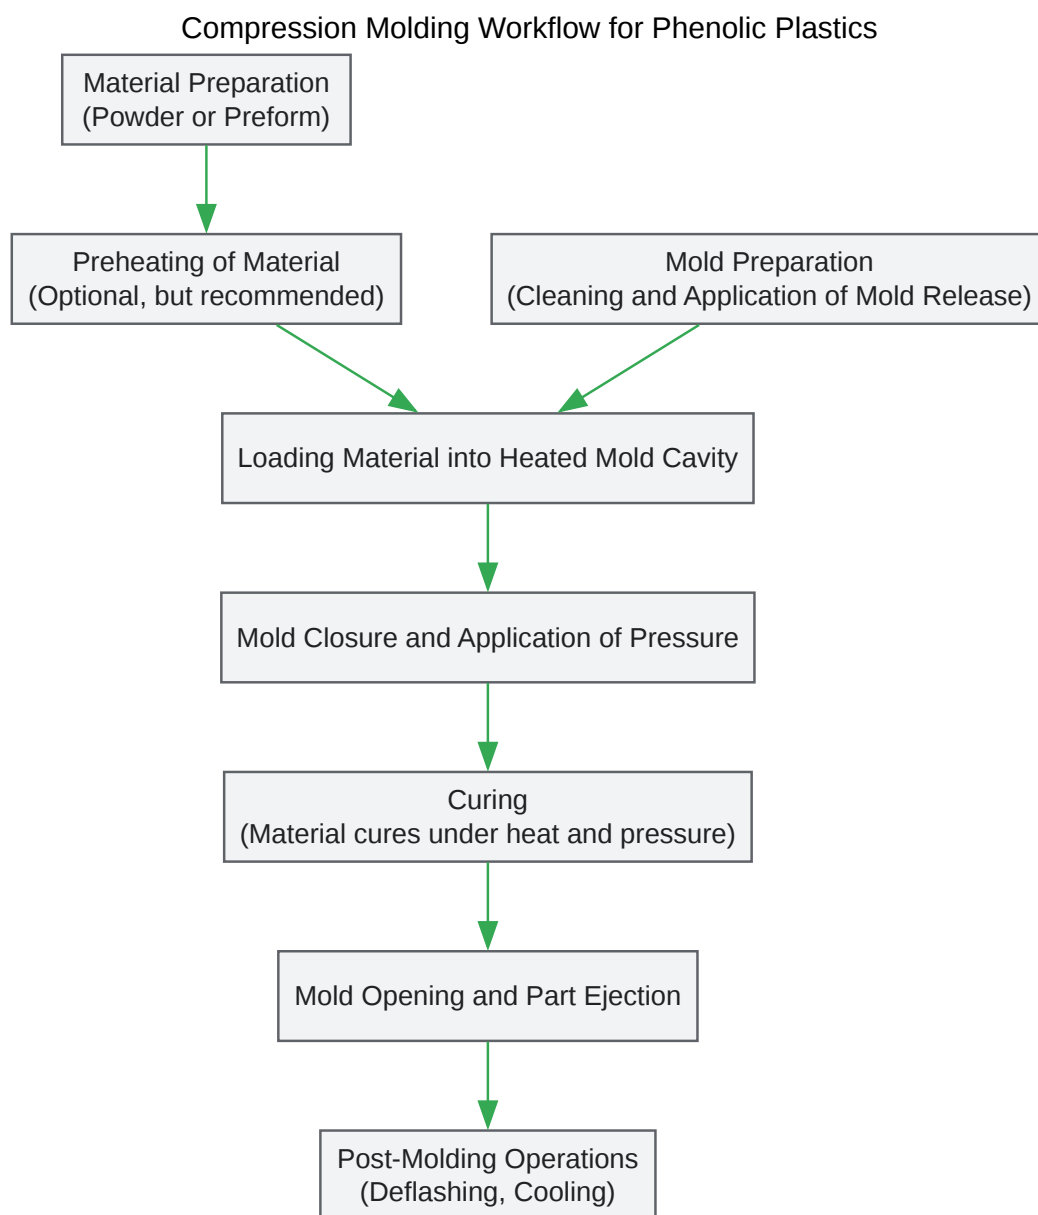 Compression Molding Workflow for Phenolic Plastics
Material Preparation
(Powder or Preform)
Preheating of Material
(Optional, but recommended)
Mold Preparation
(Cleaning and Application of Mold Release)
Loading Material into Heated Mold Cavity
Mold Closure and Application of Pressure
Curing
(Material cures under heat and pressure)
Mold Opening and Part Ejection
Post-Molding Operations
(Deflashing, Cooling)